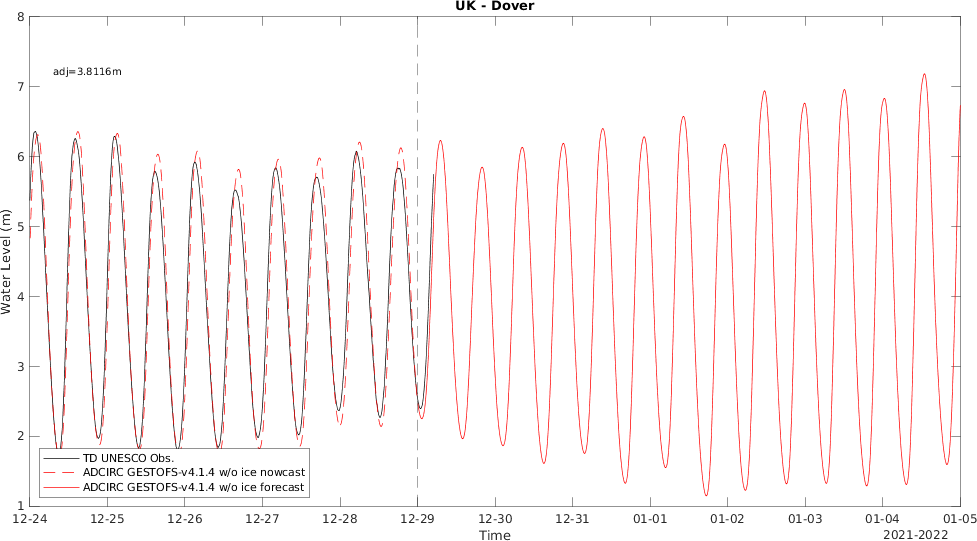 UK - Dover
8
7
6
5
4
3
2
1
Water Level (m)
adj=3.8116m
TD UNESCO Obs.
ADCIRC GESTOFS-v4.1.4 w/o ice nowcast
ADCIRC GESTOFS-v4.1.4 w/o ice forecast
12-24 12-25 12-26 12-27 12-28 12-29 12-30 12-31 01-01 01-02 01-03 01-04 01-05
Time
2021-2022